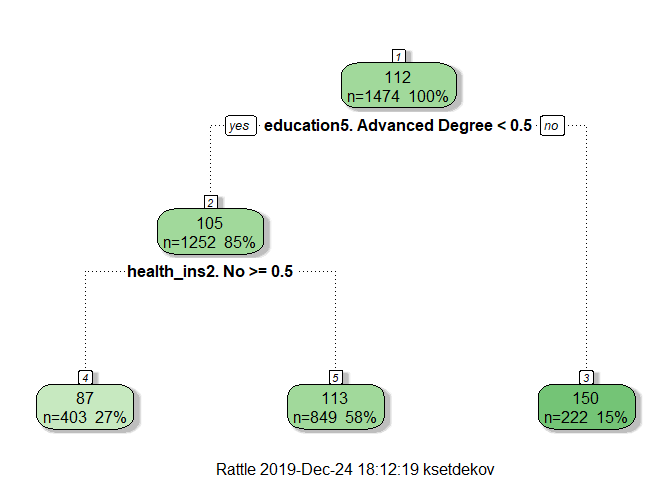 1
112
n=1474 100%
yes education5. Advanced Degree < 0.5 no
2
105
n=1252 85%
health_ins2. No >= 0.5
4
87
n=403 27%
5
113
n=849 58%
3
150
n=222 15%
Rattle 2019-Dec-24 18:12:19 ksetdekov